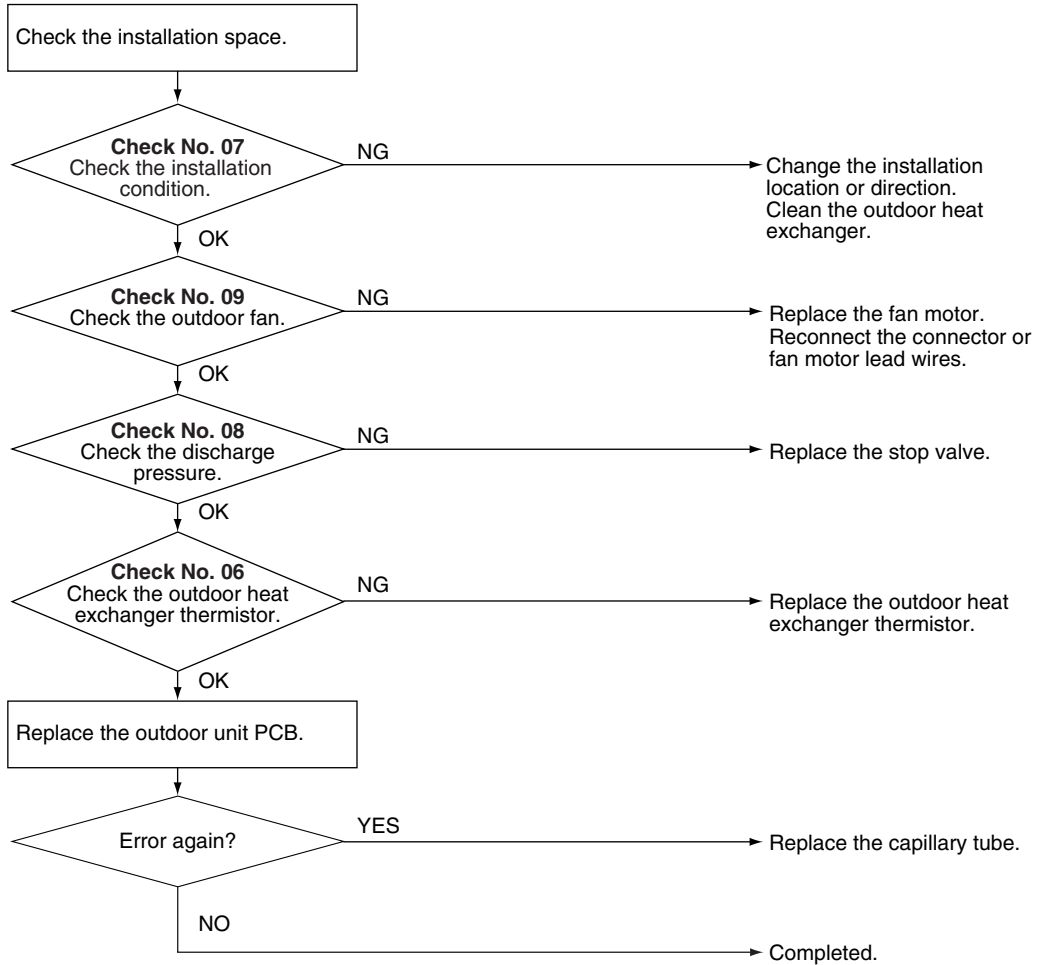 Check the installation space.
Check No. 07
Check the installation
condition.
NG
Change the installation
location or direction.
Clean the outdoor heat
exchanger.
OK
Check No. 09
Check the outdoor fan.
NG
Replace the fan motor.
Reconnect the connector or
fan motor lead wires.
OK
Check No. 08
Check the discharge
pressure.
NG
Replace the stop valve.
OK
Check No. 06
Check the outdoor heat
exchanger thermistor.
NG
Replace the outdoor heat
exchanger thermistor.
OK
Replace the outdoor unit PCB.
Error again?
YES
Replace the capillary tube.
NO
Completed.